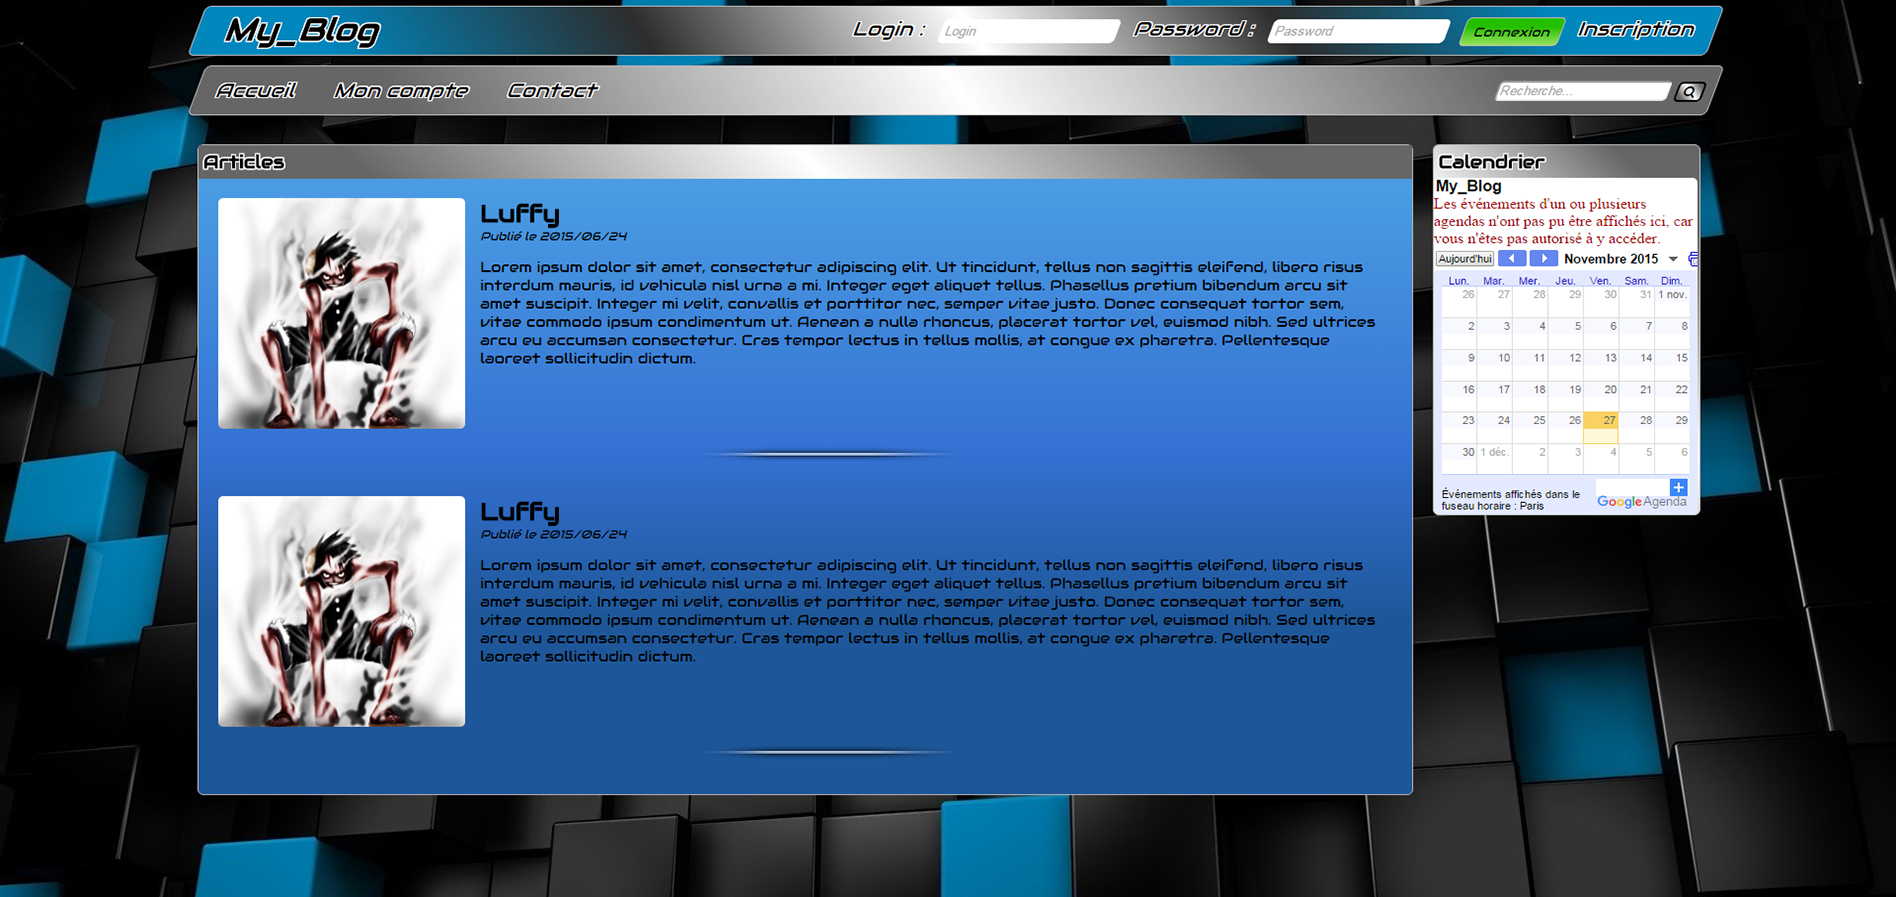 My_Blog
Login : Login Password : Password Connexion Inscription
Accueil Mon compte Contact Recherche...
Articles
Luffy
Publié le 2015/06/24
Lorem ipsum dolor sit amet, consectetur adipiscing elit. Ut tincidunt, tellus non sagittis eleifend, libero risus
interdum mauris, id vehicula nisl urna a mi. Integer eget aliquet tellus. Phasellus pretium bibendum arcu sit
amet suscipit. Integer mi velit, convallis et porttitor nec, semper vitae justo. Donec consequat tortor sem,
vitae commodo ipsum condimentum ut. Aenean a nulla rhoncus, placerat tortor vel, euismod nibh. Sed ultrices
arcu eu accumsan consectetur. Cras tempor lectus in tellus mollis, at congue ex pharetra. Pellentesque
laoreet sollicitudin dictum.
Luffy
Publié le 2015/06/24
Lorem ipsum dolor sit amet, consectetur adipiscing elit. Ut tincidunt, tellus non sagittis eleifend, libero risus
interdum mauris, id vehicula nisl urna a mi. Integer eget aliquet tellus. Phasellus pretium bibendum arcu sit
amet suscipit. Integer mi velit, convallis et porttitor nec, semper vitae justo. Donec consequat tortor sem,
vitae commodo ipsum condimentum ut. Aenean a nulla rhoncus, placerat tortor vel, euismod nibh. Sed ultrices
arcu eu accumsan consectetur. Cras tempor lectus in tellus mollis, at congue ex pharetra. Pellentesque
laoreet sollicitudin dictum.
Calendrier
My_Blog
Les événements d'un ou plusieurs
agendas n'ont pas pu être affichés ici, car
vous n'êtes pas autorisé à y accéder.
Aujourd'hui Novembre 2015
Lun. Mar. Mer. Jeu. Ven. Sam. Dim.
26 27 28 29 30 31 1 nov.
2 3 4 5 6 7 8
9 10 11 12 13 14 15
16 17 18 19 20 21 22
23 24 25 26 27 28 29
30 1 déc. 2 3 4 5 6
Événements affichés dans le
fuseau horaire : Paris
Google Agenda